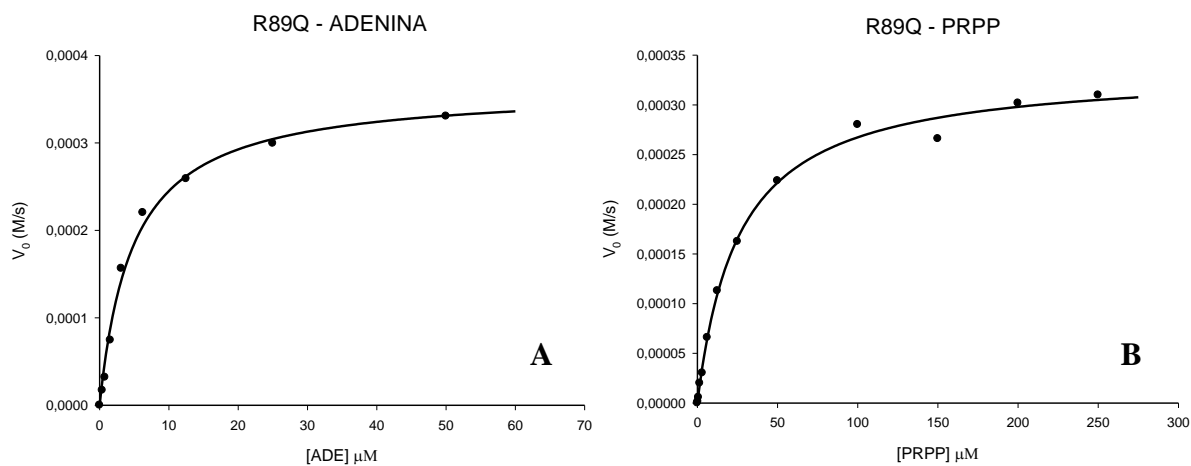 R89Q - ADENINA
0,0004
0,0003
0,0002
0,0001
0,0000
V0 (M/s)
0 10 20 30 40 50 60 70
[ADE] µM
A
R89Q - PRPP
0,00035
0,00030
0,00025
0,00020
0,00015
0,00010
0,00005
0,00000
V0 (M/s)
0 50 100 150 200 250 300
[PRPP] µM
B